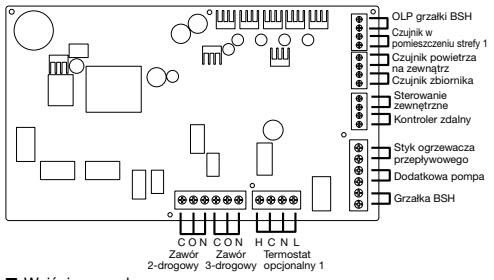 OLP grzałki BSH
Czujnik w
pomieszczeniu strefy 1
Czujnik powietrza
na zewnątrz
Czujnik zbiornika
Sterowanie
zewnętrzne
Kontroler zdalny
Styk ogrzewacza
przepływowego
Dodatkowa pompa
Grzałka BSH
C O N C O N H C N L
Zawór Zawór Termostat
2-drogowy 3-drogowy opcjonalny 1